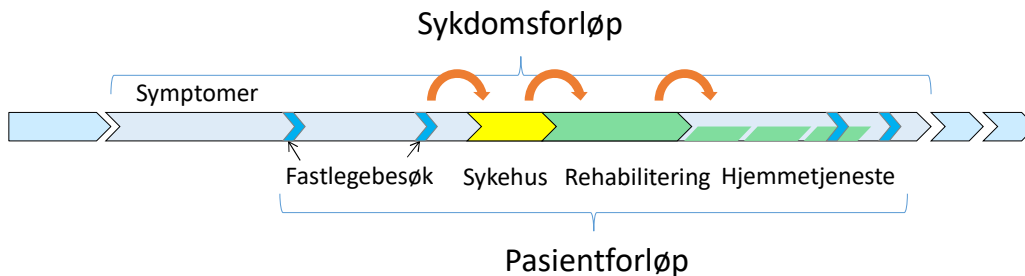 Sykdomsforløp
Symptomer
Fastlegebesøk
Sykehus
Rehabilitering
Hjemmetjeneste
Pasientforløp